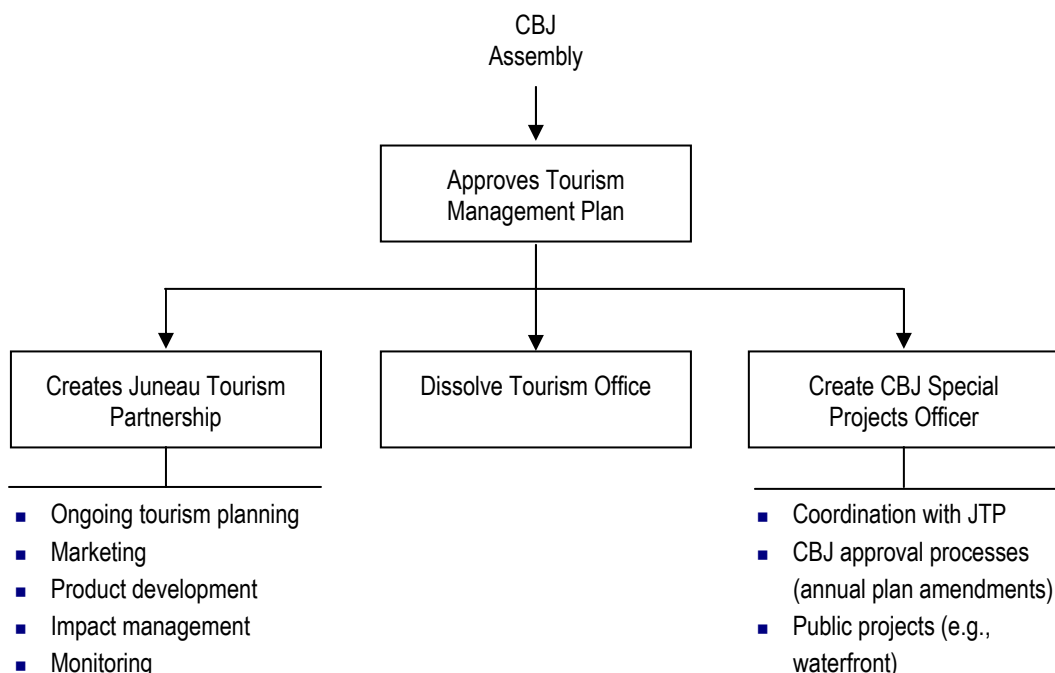 CBJ
Assembly
Approves Tourism
Management Plan
Creates Juneau Tourism
Partnership
Dissolve Tourism Office
Create CBJ Special
Projects Officer
■ Ongoing tourism planning
■ Marketing
■ Product development
■ Impact management
■ Monitoring
■ Coordination with JTP
■ CBJ approval processes
(annual plan amendments)
■ Public projects (e.g.,
waterfront)